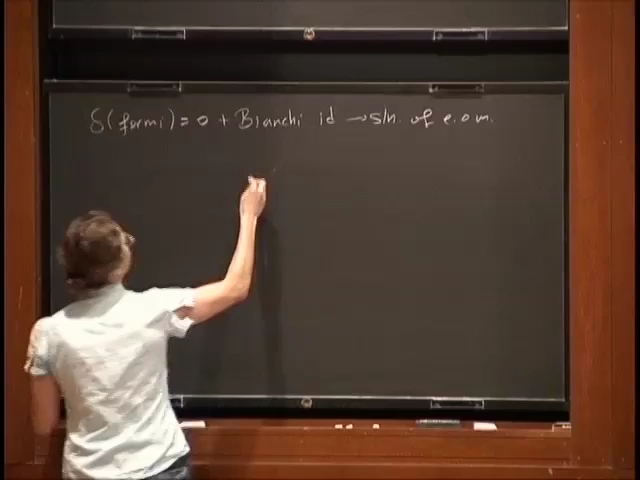 δ(fermi) = 0 + Bianchi id → sln. of e.o.m.